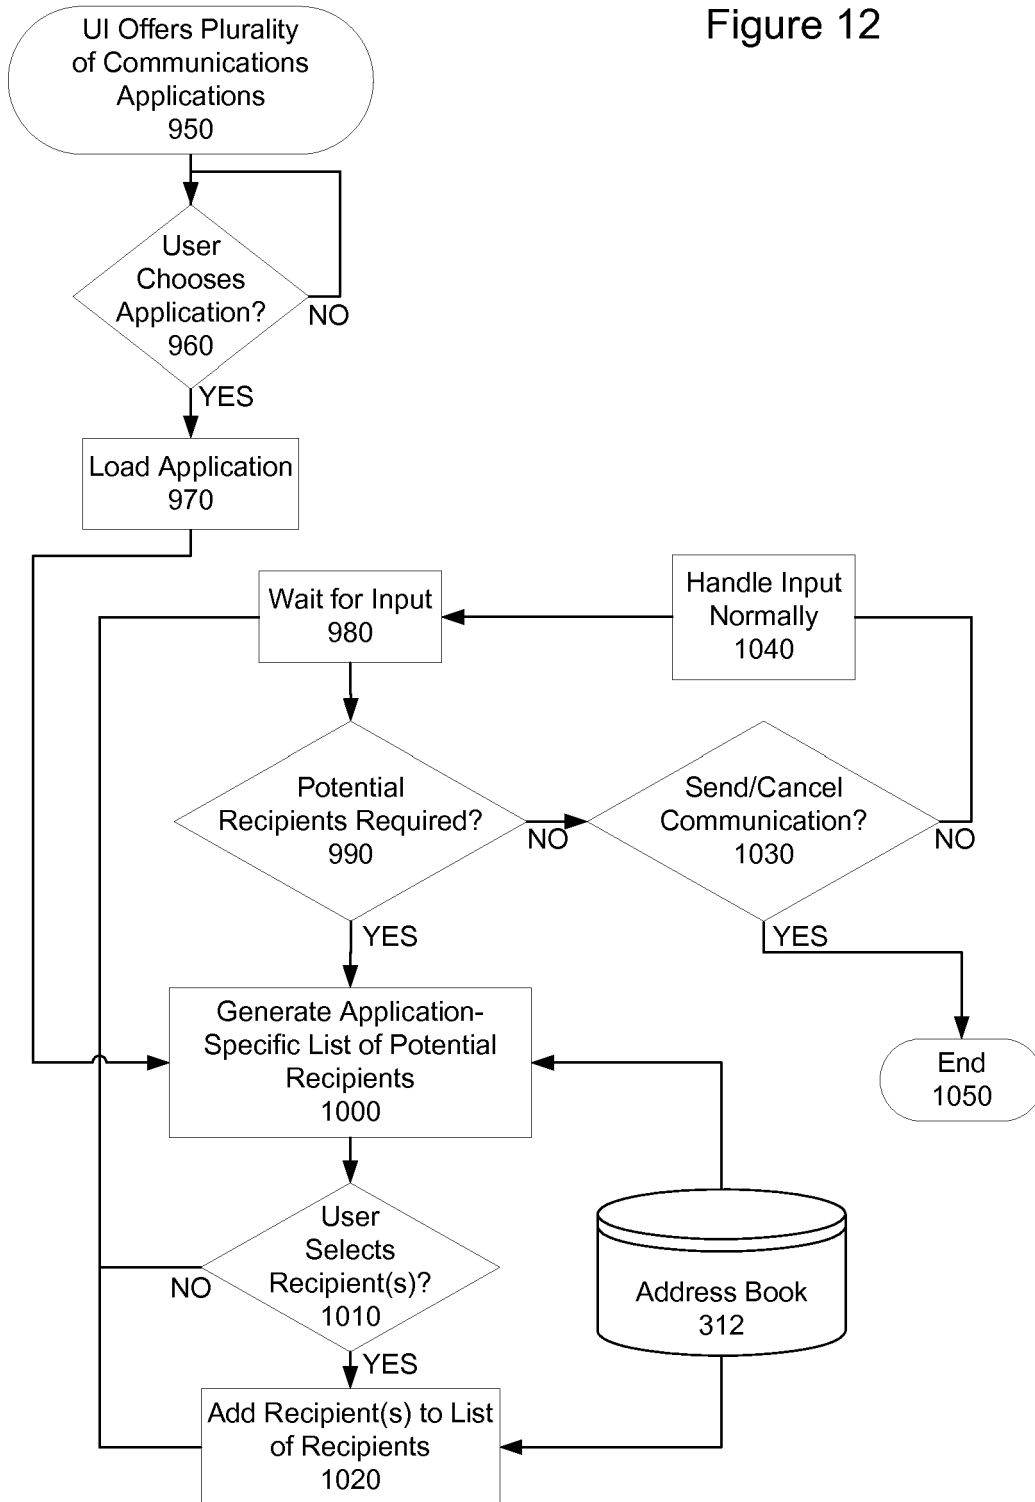 Figure 12
UI Offers Plurality
of Communications
Applications
950
User
Chooses
Application?
960
NO
YES
Load Application
970
Wait for Input
980
Handle Input
Normally
1040
Potential
Recipients Required?
990
NO
Send/Cancel
Communication?
1030
NO
YES
YES
Generate Application-
Specific List of Potential
Recipients
1000
End
1050
User
Selects
Recipient(s)?
1010
NO
YES
Address Book
312
Add Recipient(s) to List
of Recipients
1020